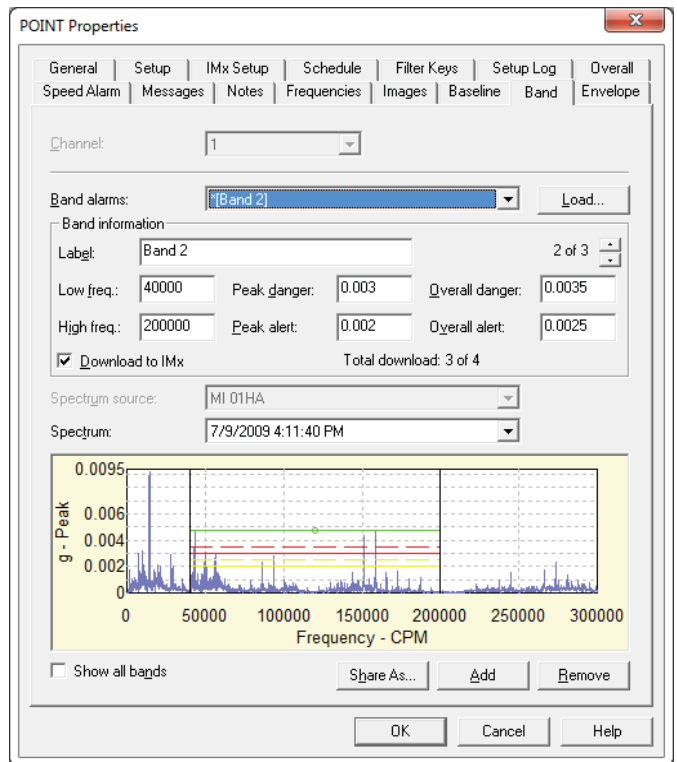 POINT Properties
General Setup IMx Setup Schedule Filter Keys Setup Log Overall
Speed Alarm Messages Notes Frequencies Images Baseline Band Envelope
Channel: 1
Band alarms: *[Band 2] Load...
Band information
Label: Band 2 2 of 3
Low freq.: 40000 Peak danger: 0.003 Overall danger: 0.0035
High freq.: 200000 Peak alert: 0.002 Overall alert: 0.0025
Download to IMx Total download: 3 of 4
Spectrum source: MI 01HA
Spectrum: 7/9/2009 4:11:40 PM
0.0095
0.006
0.004
0.002
0
g - Peak
0 50000 100000 150000 200000 250000 300000
Frequency - CPM
Show all bands Share As... Add Remove
OK Cancel Help